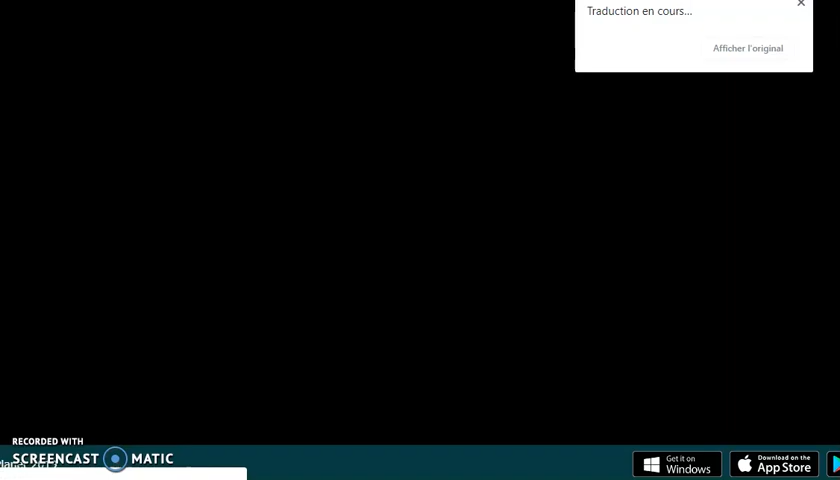 Traduction en cours...
Afficher l'original
RECORDED WITH
SCREENCAST MATIC
Get it on
Windows
Download on the
App Store